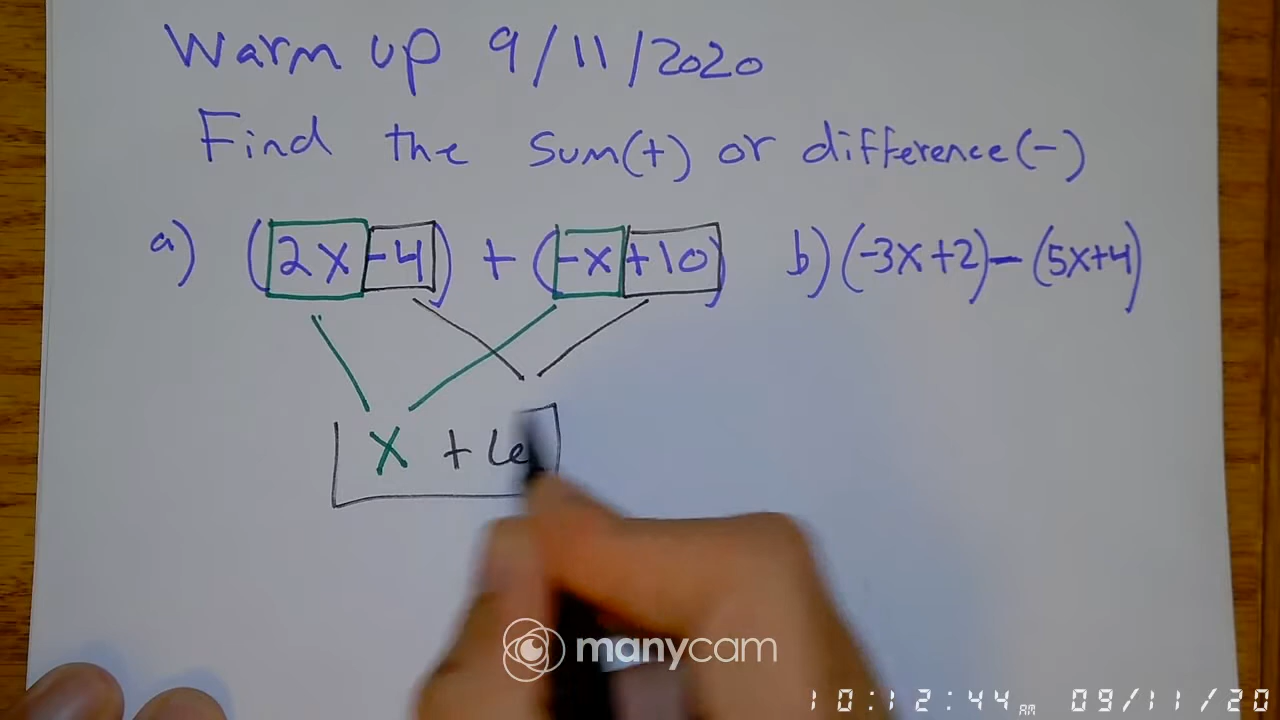 Warm up 9/11/2020
Find the sum(+) or difference(-)
a) (2x-4) + (-x+10) b) (-3x+2) - (5x+4)
x + 6
manycam
10:12:44 AM 09/11/20